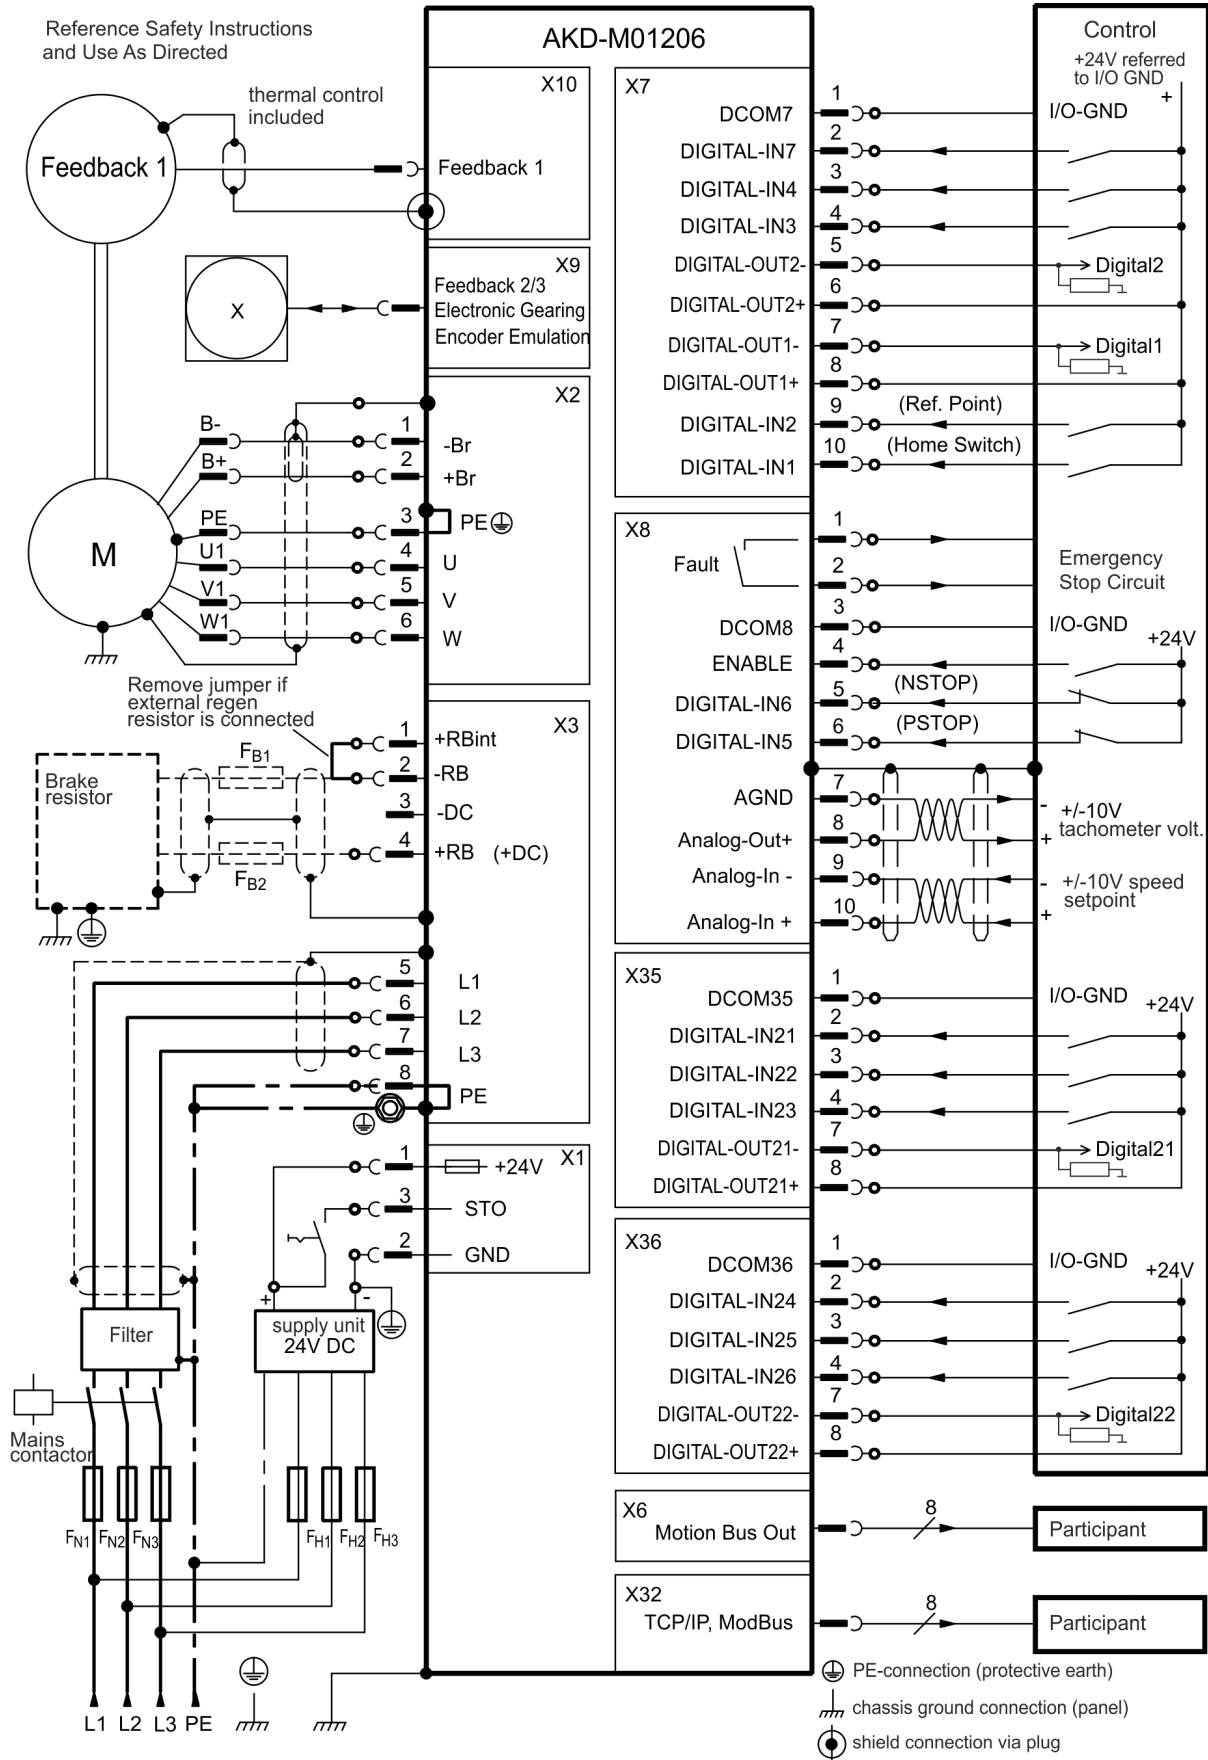 Reference Safety Instructions
and Use As Directed
AKD-M01206
Control
+24V referred
to I/O GND
+
thermal control
included
Feedback 1
X10
Feedback 1
X
X9
Feedback 2/3
Electronic Gearing
Encoder Emulation
X2
B-
1
-Br
B+
2
+Br
PE
3
PE
U1
4
U
V1
5
V
W1
6
W
M
Remove jumper if
external regen
resistor is connected
X3
Brake
resistor
FB1
FB2
1
+RBint
2
-RB
3
-DC
4
+RB (+DC)
5
L1
6
L2
7
L3
8
PE
X1
1
+24V
3
STO
2
GND
+
-
supply unit
24V DC
Filter
Mains
contactor
FN1 FN2 FN3
FH1 FH2 FH3
L1 L2 L3 PE
X7
DCOM7
1
I/O-GND
DIGITAL-IN7
2
DIGITAL-IN4
3
DIGITAL-IN3
4
DIGITAL-OUT2-
5
Digital2
DIGITAL-OUT2+
6
DIGITAL-OUT1-
7
Digital1
DIGITAL-OUT1+
8
DIGITAL-IN2
9
(Ref. Point)
DIGITAL-IN1
10
(Home Switch)
X8
Fault
1
2
Emergency
Stop Circuit
DCOM8
3
I/O-GND
+24V
ENABLE
4
DIGITAL-IN6
5
(NSTOP)
DIGITAL-IN5
6
(PSTOP)
AGND
7
-
Analog-Out+
8
+
+/-10V
tachometer volt.
Analog-In -
9
-
Analog-In +
10
+
+/-10V speed
setpoint
X35
DCOM35
1
I/O-GND
+24V
DIGITAL-IN21
2
DIGITAL-IN22
3
DIGITAL-IN23
4
DIGITAL-OUT21-
7
Digital21
DIGITAL-OUT21+
8
X36
DCOM36
1
I/O-GND
+24V
DIGITAL-IN24
2
DIGITAL-IN25
3
DIGITAL-IN26
4
DIGITAL-OUT22-
7
Digital22
DIGITAL-OUT22+
8
X6
Motion Bus Out
8
Participant
X32
TCP/IP, ModBus
8
Participant
PE-connection (protective earth)
chassis ground connection (panel)
shield connection via plug